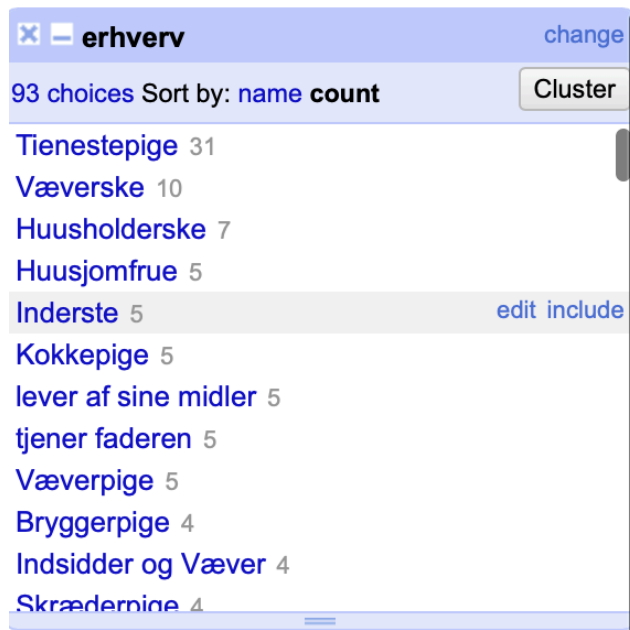 erhverv change
93 choices Sort by: name count Cluster
Tienestepige 31
Væverske 10
Huusholderske 7
Huusjomfrue 5
Inderste 5 edit include
Kokkepige 5
lever af sine midler 5
tjener faderen 5
Væverpige 5
Bryggerpige 4
Indsidder og Væver 4
Skræderpige 4